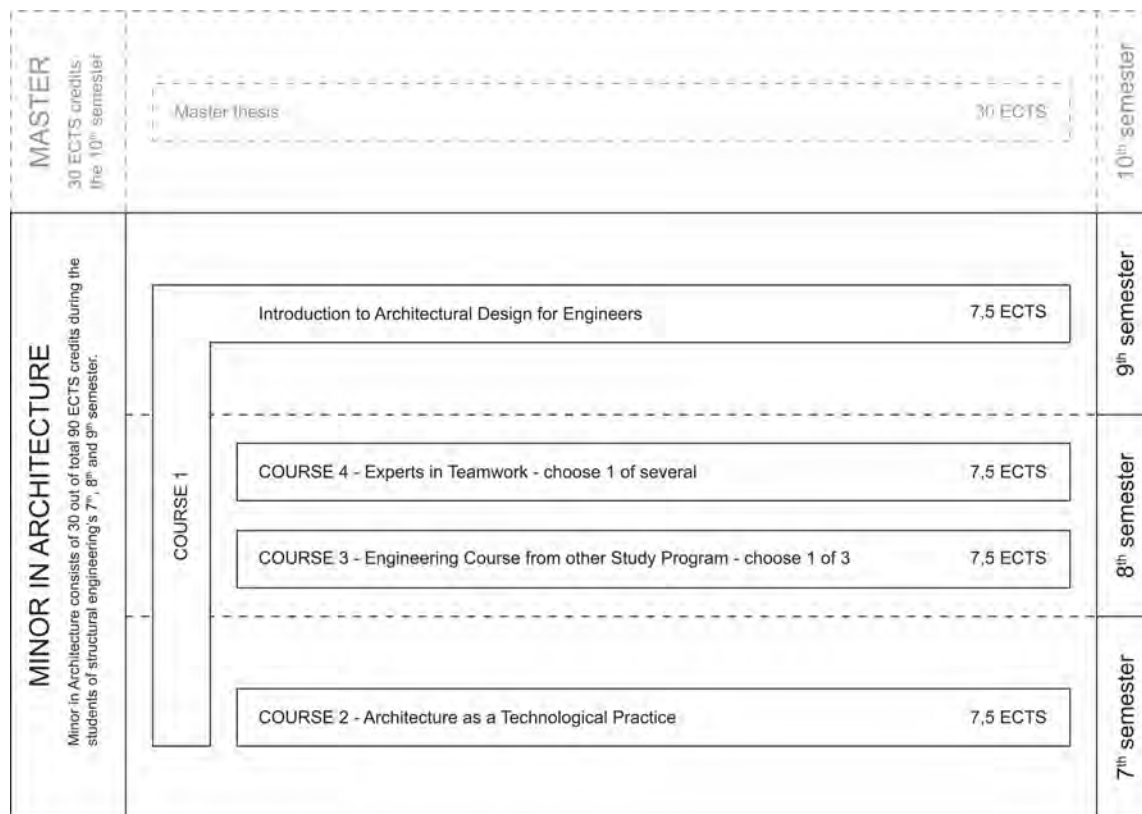 MASTER
30 ECTS credits
the 10th semester
Master thesis
30 ECTS
10th semester
MINOR IN ARCHITECTURE
Minor in Architecture consists of 30 out of total 90 ECTS credits during the
students of structural engineering's 7th, 8th and 9th semester.
COURSE 1
Introduction to Architectural Design for Engineers
7,5 ECTS
9th semester
COURSE 4 - Experts in Teamwork - choose 1 of several
7,5 ECTS
COURSE 3 - Engineering Course from other Study Program - choose 1 of 3
7,5 ECTS
8th semester
COURSE 2 - Architecture as a Technological Practice
7,5 ECTS
7th semester